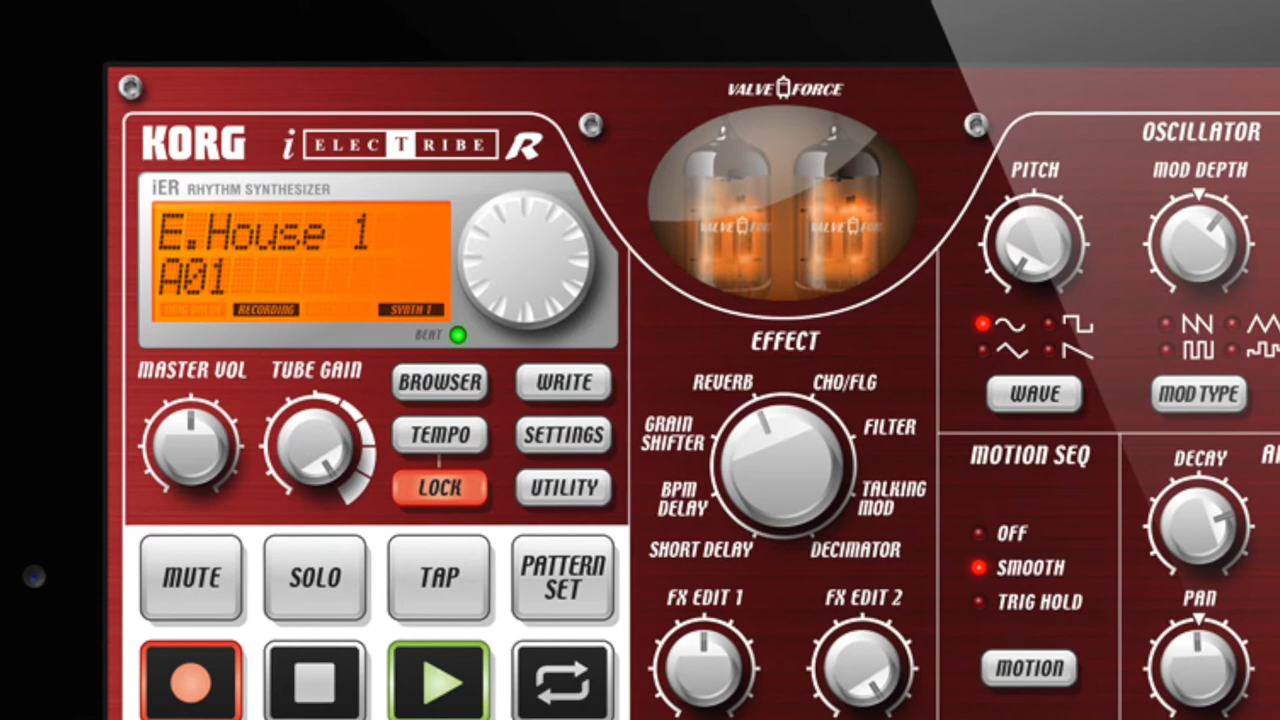 VALVE FORCE
KORG i ELECTRIBE R
iER RHYTHM SYNTHESIZER
E.House 1
A01
RECORDING SYNTH 1
BEAT
MASTER VOL TUBE GAIN
BROWSER WRITE
TEMPO SETTINGS
LOCK UTILITY
MUTE SOLO TAP PATTERN SET
VALVE FORCE
EFFECT
REVERB CHO/FLG
GRAIN SHIFTER FILTER
BPM DELAY TALKING MOD
SHORT DELAY DECIMATOR
FX EDIT 1 FX EDIT 2
OSCILLATOR
PITCH MOD DEPTH
WAVE MOD TYPE
MOTION SEQ
OFF
SMOOTH
TRIG HOLD
MOTION
DECAY
PAN